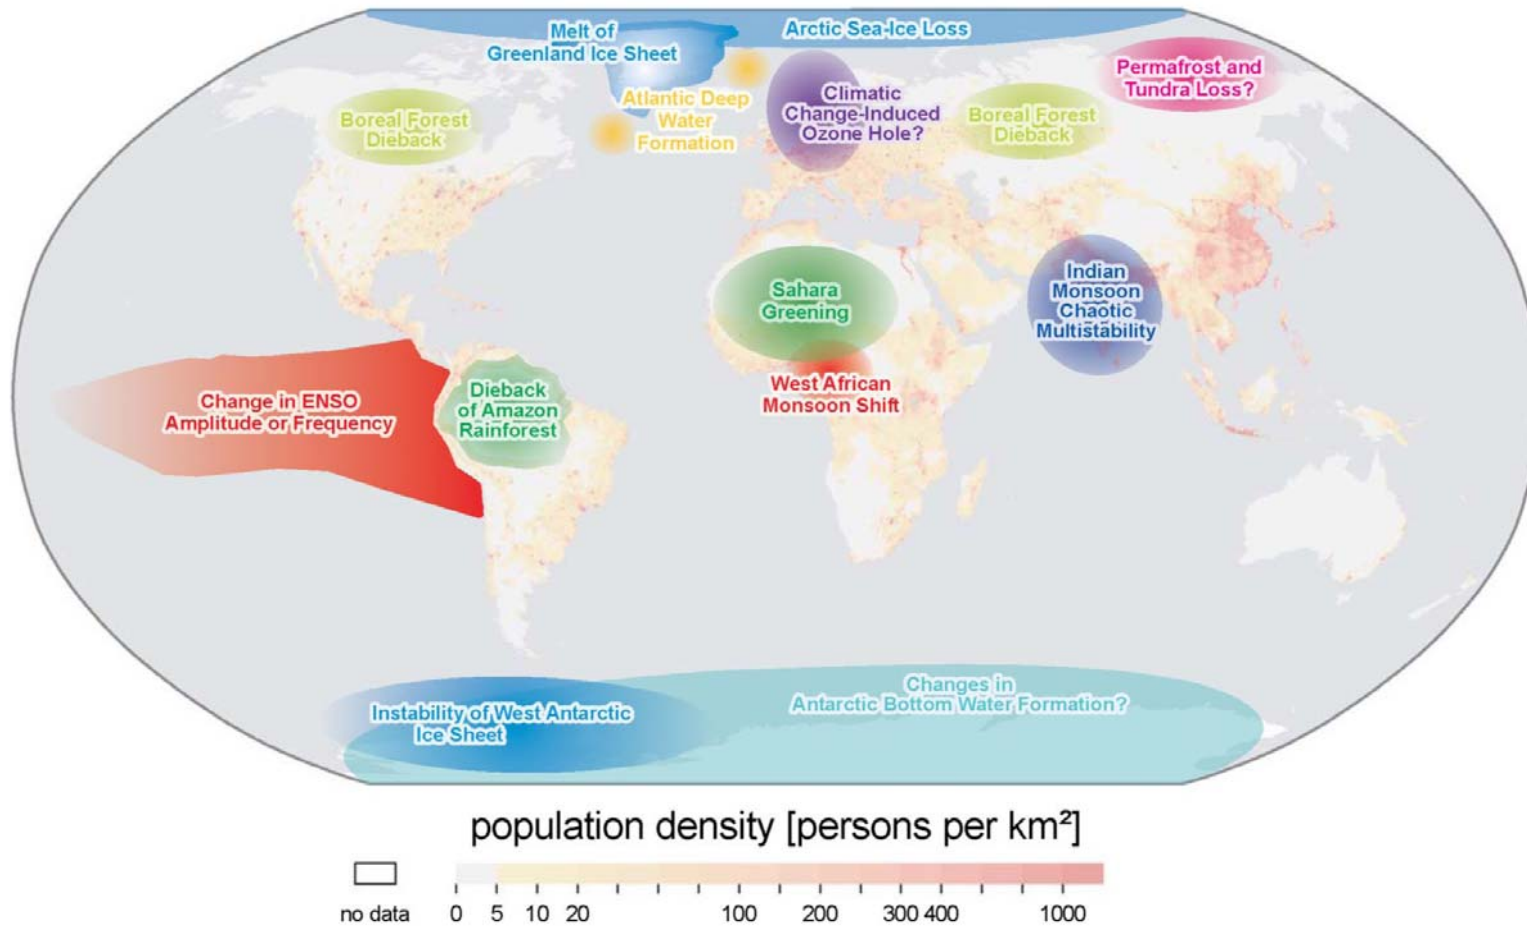 Melt of
Greenland Ice Sheet
Arctic Sea-Ice Loss
Permafrost and
Tundra Loss?
Boreal Forest
Dieback
Atlantic Deep
Water
Formation
Climatic
Change-Induced
Ozone Hole?
Boreal Forest
Dieback
Sahara
Greening
Indian
Monsoon
Chaotic
Multistability
Change in ENSO
Amplitude or Frequency
Dieback
of Amazon
Rainforest
West African
Monsoon Shift
Instability of West Antarctic
Ice Sheet
Changes in
Antarctic Bottom Water Formation?
population density [persons per km²]
no data 0 5 10 20 100 200 300 400 1000